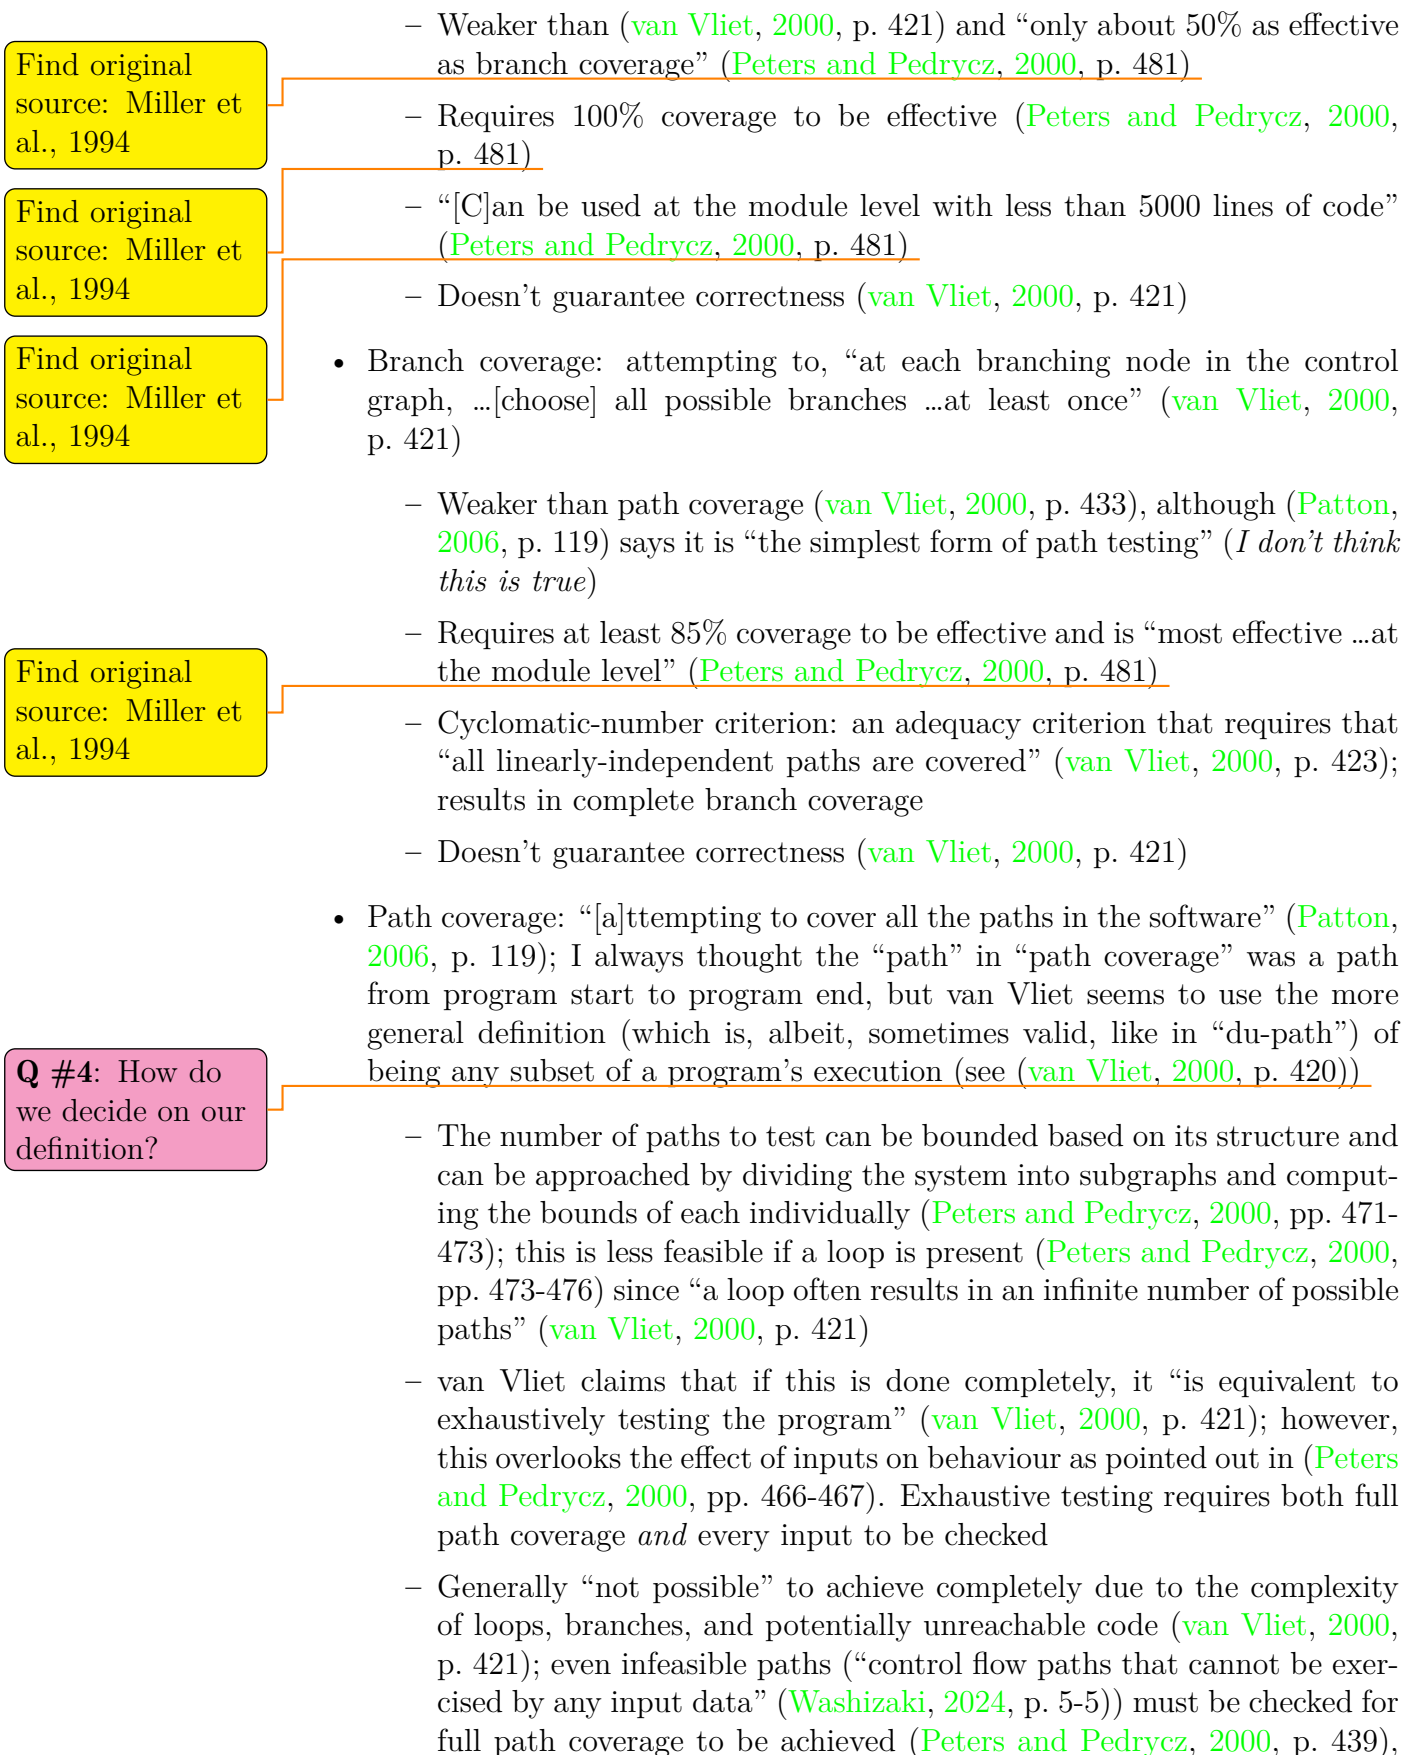 – Weaker than (van Vliet, 2000, p. 421) and “only about 50% as effective
as branch coverage” (Peters and Pedrycz, 2000, p. 481)
Find original
source: Miller et
al., 1994
– Requires 100% coverage to be effective (Peters and Pedrycz, 2000,
p. 481)
Find original
source: Miller et
al., 1994
– “[C]an be used at the module level with less than 5000 lines of code”
(Peters and Pedrycz, 2000, p. 481)
Find original
source: Miller et
al., 1994
– Doesn’t guarantee correctness (van Vliet, 2000, p. 421)
• Branch coverage: attempting to, “at each branching node in the control
graph, …[choose] all possible branches …at least once” (van Vliet, 2000,
p. 421)
– Weaker than path coverage (van Vliet, 2000, p. 433), although (Patton,
2006, p. 119) says it is “the simplest form of path testing” (I don’t think
this is true)
– Requires at least 85% coverage to be effective and is “most effective …at
the module level” (Peters and Pedrycz, 2000, p. 481)
Find original
source: Miller et
al., 1994
– Cyclomatic-number criterion: an adequacy criterion that requires that
“all linearly-independent paths are covered” (van Vliet, 2000, p. 423);
results in complete branch coverage
– Doesn’t guarantee correctness (van Vliet, 2000, p. 421)
• Path coverage: “[a]ttempting to cover all the paths in the software” (Patton,
2006, p. 119); I always thought the “path” in “path coverage” was a path
from program start to program end, but van Vliet seems to use the more
general definition (which is, albeit, sometimes valid, like in “du-path”) of
being any subset of a program’s execution (see (van Vliet, 2000, p. 420))
Q #4: How do
we decide on our
definition?
– The number of paths to test can be bounded based on its structure and
can be approached by dividing the system into subgraphs and comput-
ing the bounds of each individually (Peters and Pedrycz, 2000, pp. 471-
473); this is less feasible if a loop is present (Peters and Pedrycz, 2000,
pp. 473-476) since “a loop often results in an infinite number of possible
paths” (van Vliet, 2000, p. 421)
– van Vliet claims that if this is done completely, it “is equivalent to
exhaustively testing the program” (van Vliet, 2000, p. 421); however,
this overlooks the effect of inputs on behaviour as pointed out in (Peters
and Pedrycz, 2000, pp. 466-467). Exhaustive testing requires both full
path coverage and every input to be checked
– Generally “not possible” to achieve completely due to the complexity
of loops, branches, and potentially unreachable code (van Vliet, 2000,
p. 421); even infeasible paths (“control flow paths that cannot be exer-
cised by any input data” (Washizaki, 2024, p. 5-5)) must be checked for
full path coverage to be achieved (Peters and Pedrycz, 2000, p. 439),